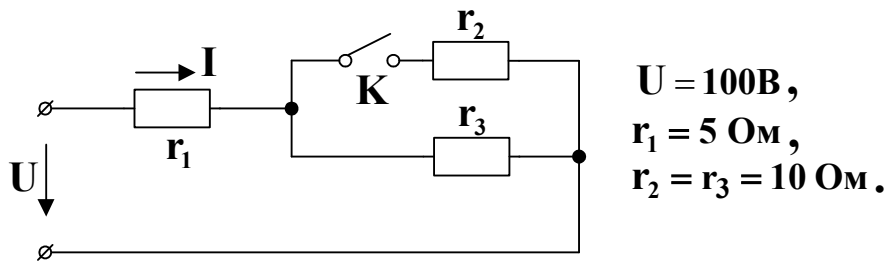 r₂
I
K
U = 100В,
r₃
r₁ = 5 Ом,
r₁
U
r₂ = r₃ = 10 Ом.